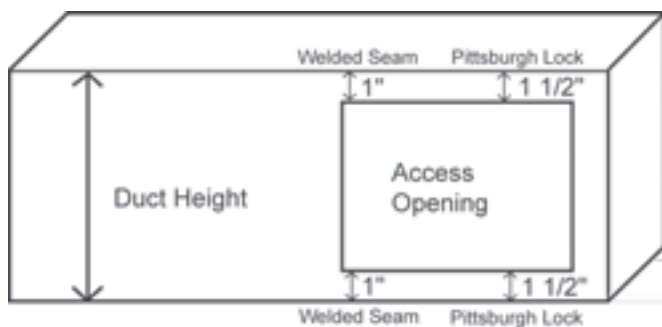 Welded Seam Pittsburgh Lock
1" 1 1/2"
Access
Opening
Duct Height
1" 1 1/2"
Welded Seam Pittsburgh Lock